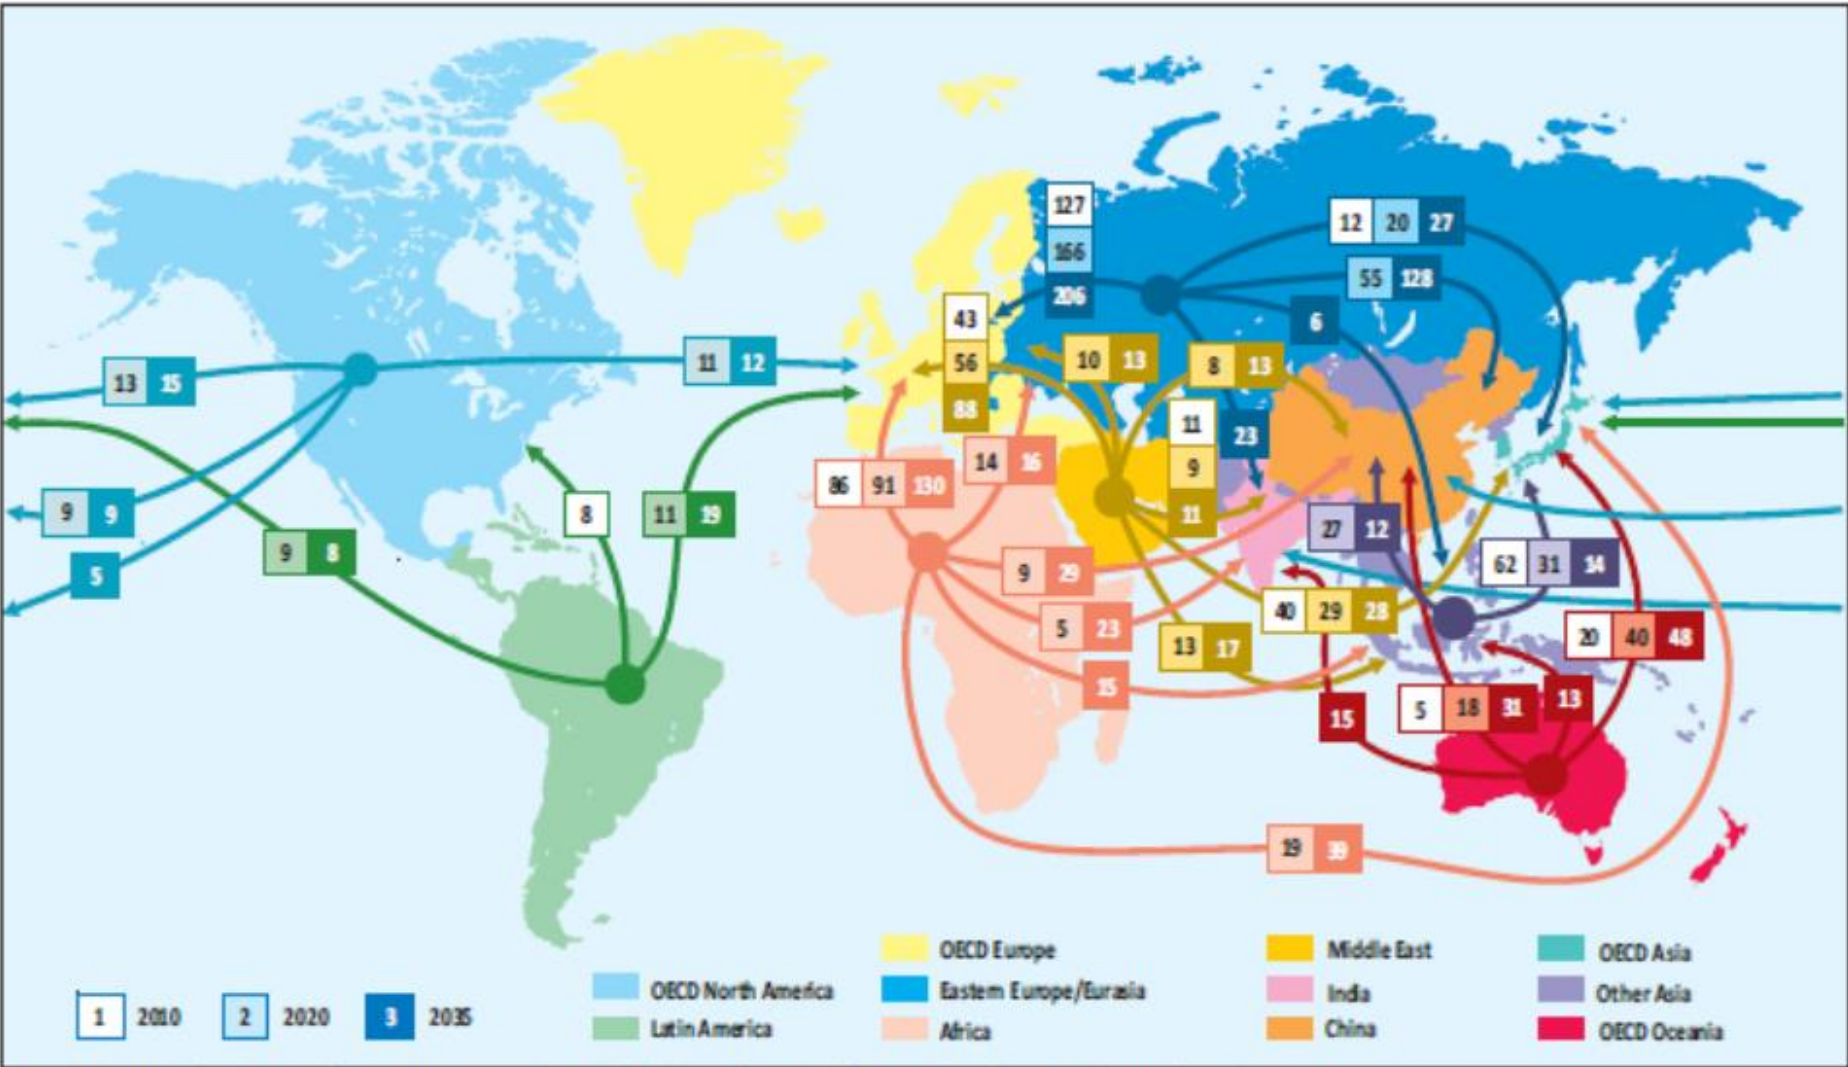 127
166
206
12 20 27
55 128
6
43
56
88
10 13
8 13
11 12
13 15
11
9
11
23
14 16
86 91 130
9 9
8
11 19
27 12
9 8
5
9 29
62 31 14
40 29 28
5 23
13 17
20 40 48
15
15
5 18 31
13
19 39
OECD Europe
Middle East
OECD Asia
OECD North America
Eastern Europe/Eurasia
India
Other Asia
1 2010
2 2020
3 2035
Latin America
Africa
China
OECD Oceania